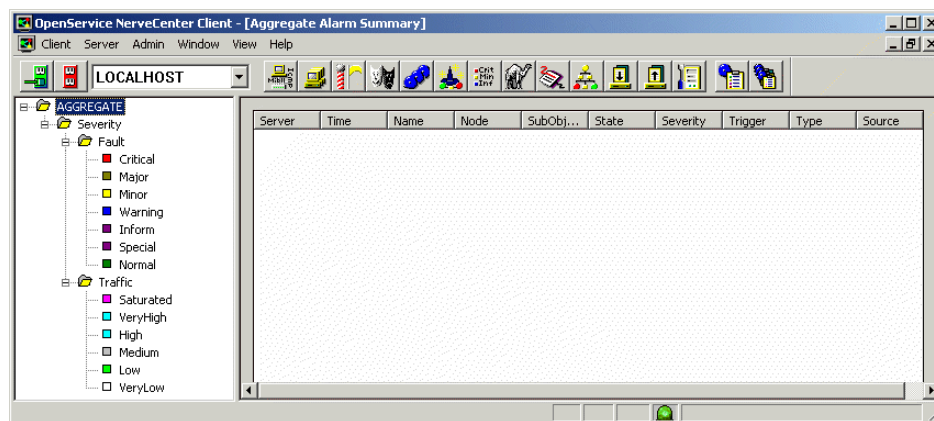 OpenService NerveCenter Client - [Aggregate Alarm Summary]
Client Server Admin Window View Help
LOCALHOST
Crit
Min
Inf
AGGREGATE
Severity
Fault
Critical
Major
Minor
Warning
Inform
Special
Normal
Traffic
Saturated
VeryHigh
High
Medium
Low
VeryLow
Server Time Name Node SubObj... State Severity Trigger Type Source